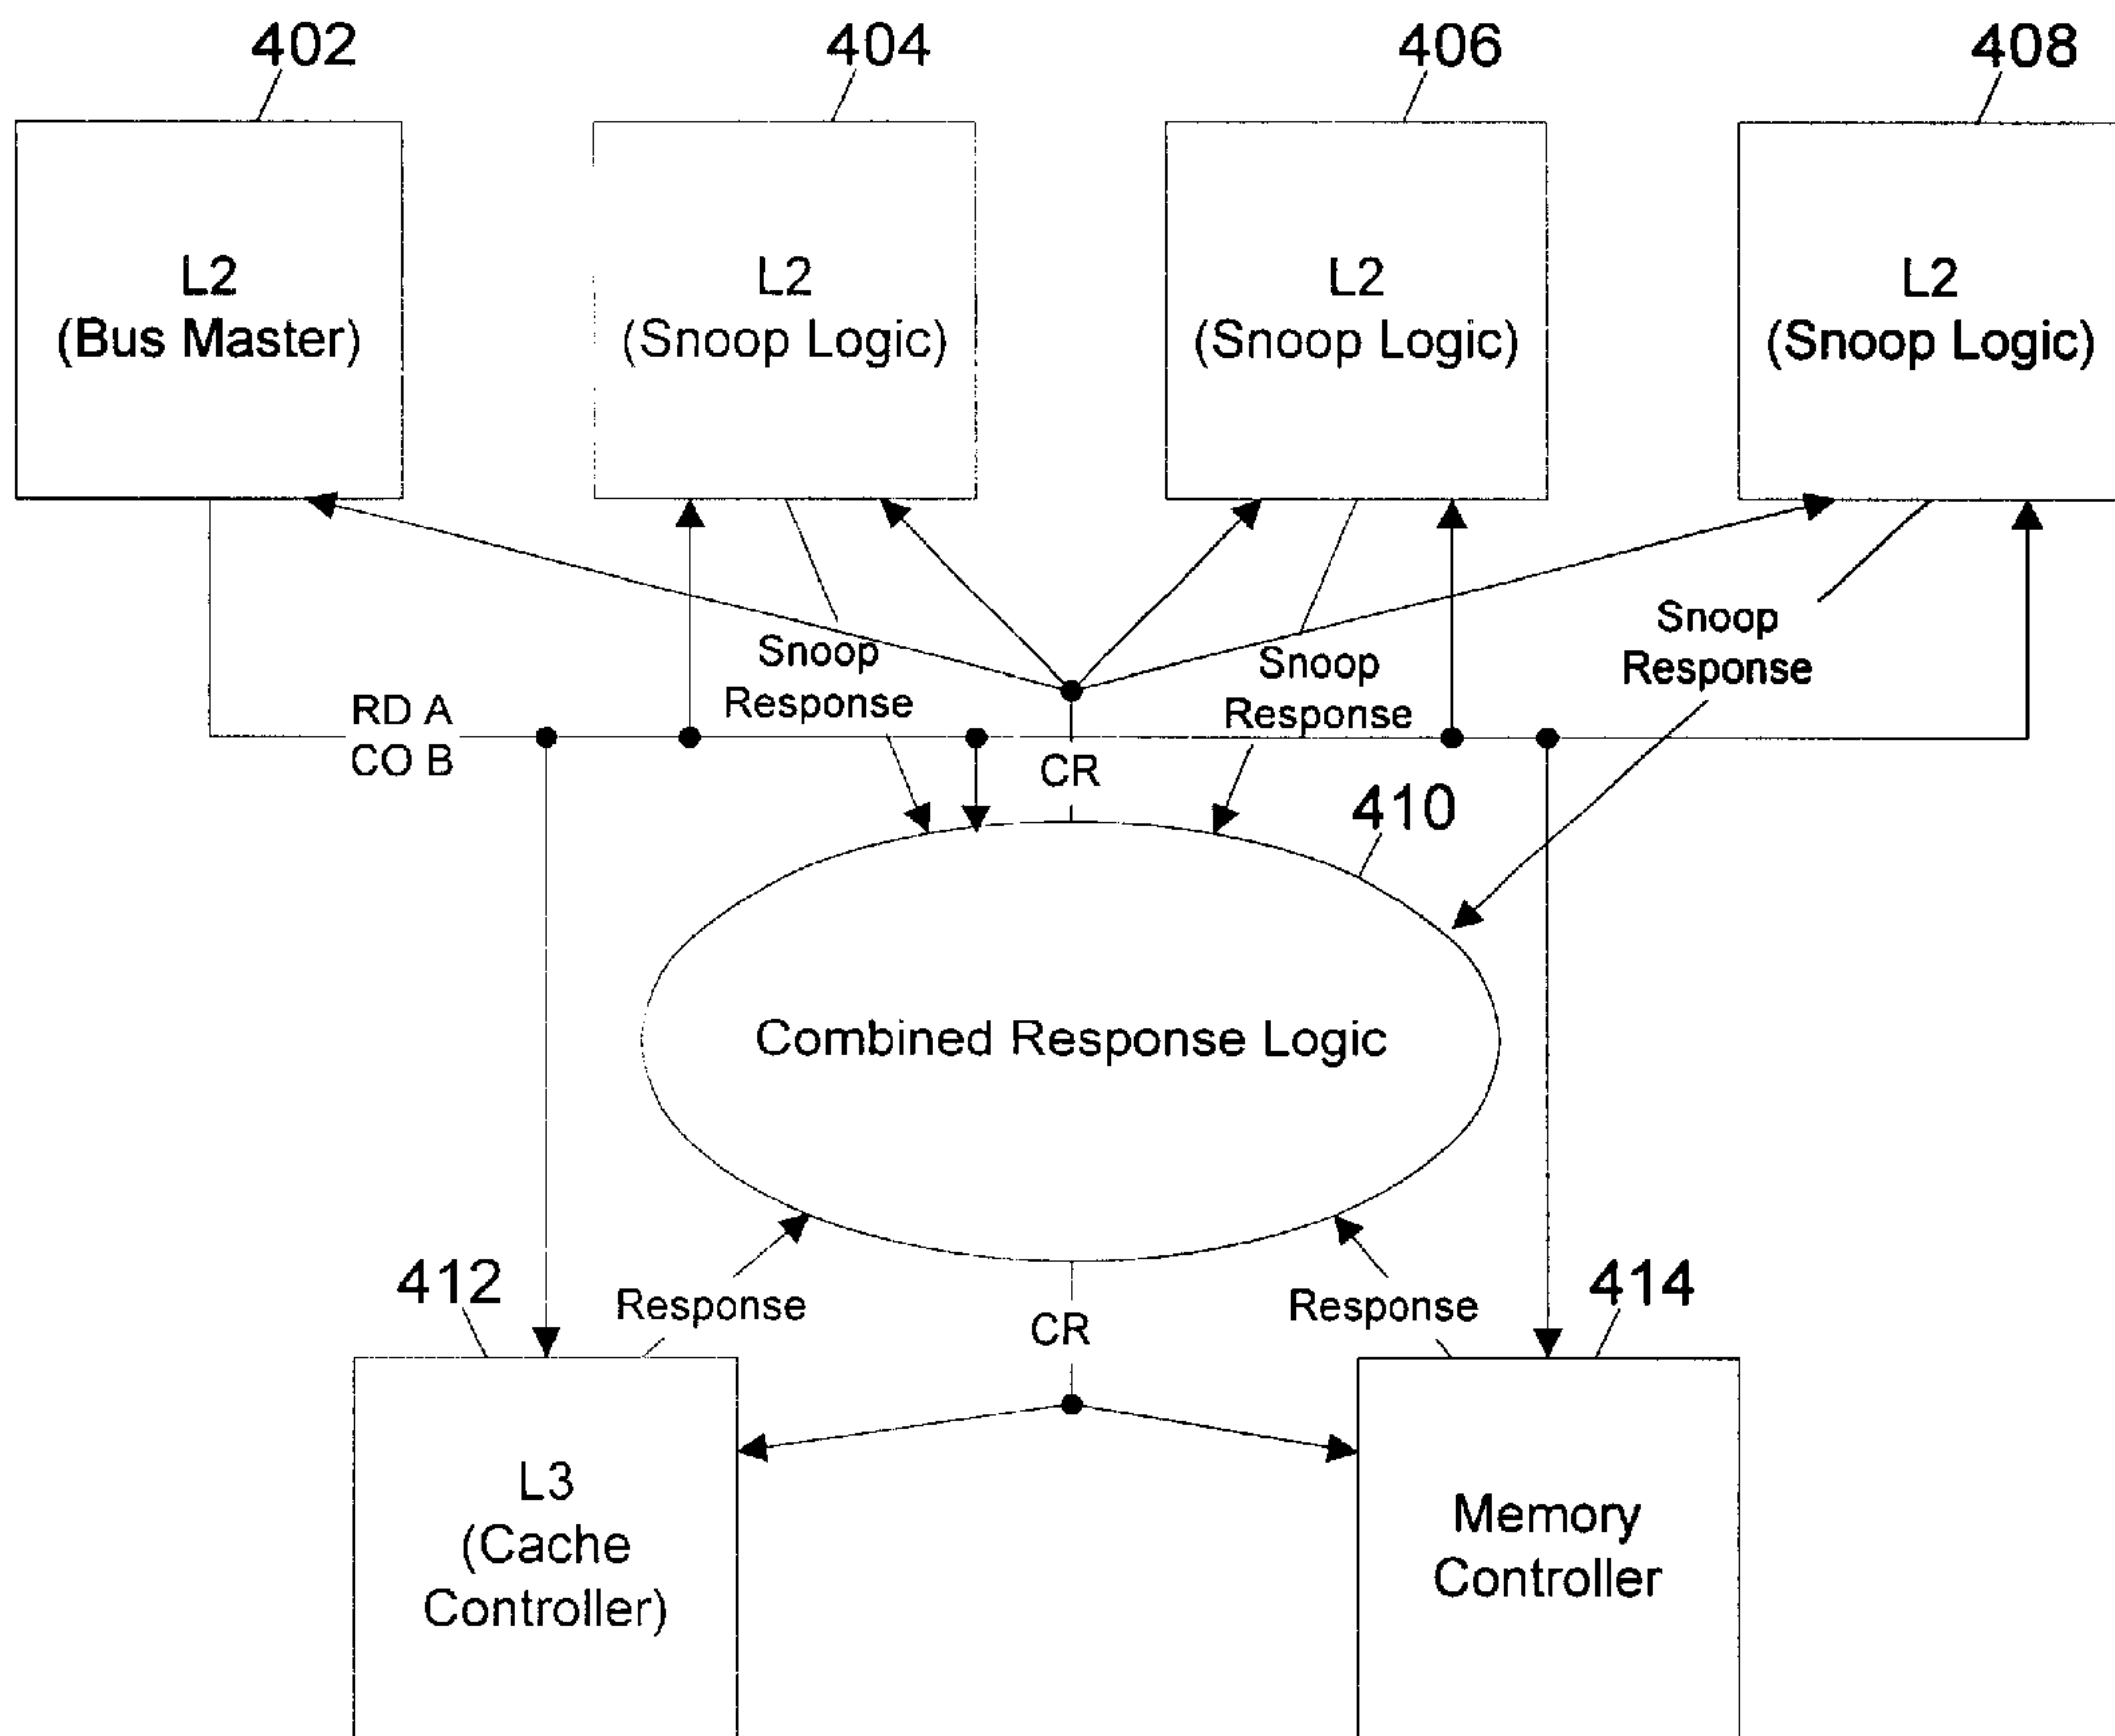 402
404
406
408
L2
(Bus Master)
L2
(Snoop Logic)
L2
(Snoop Logic)
L2
(Snoop Logic)
Snoop
Response
Snoop
Response
Snoop
Response
RD A
CO B
CR
410
Combined Response Logic
412
Response
CR
Response
414
L3
(Cache
Controller)
Memory
Controller